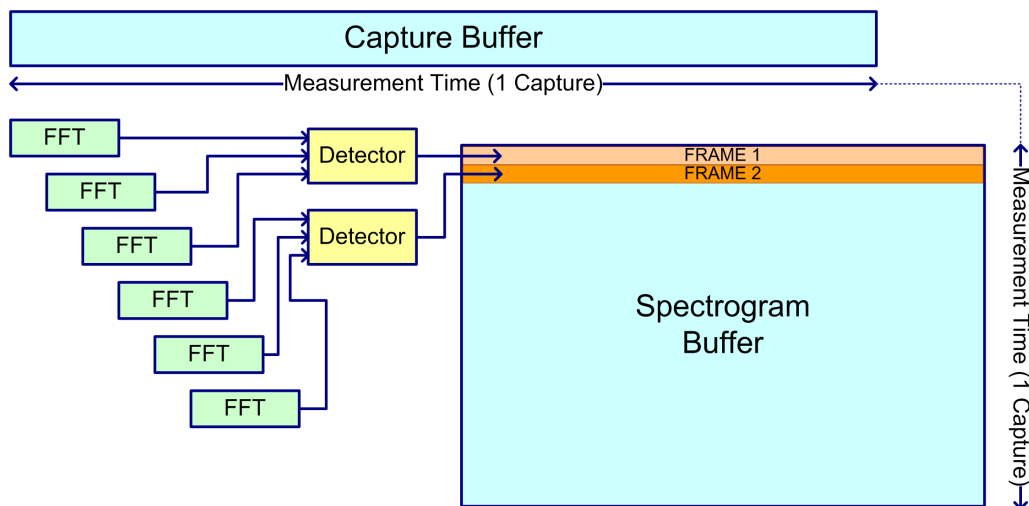 Capture Buffer
Measurement Time (1 Capture)
FFT
Detector
FRAME 1
FRAME 2
FFT
FFT
Detector
FFT
FFT
FFT
Spectrogram
Buffer
Measurement Time (1 Capture)